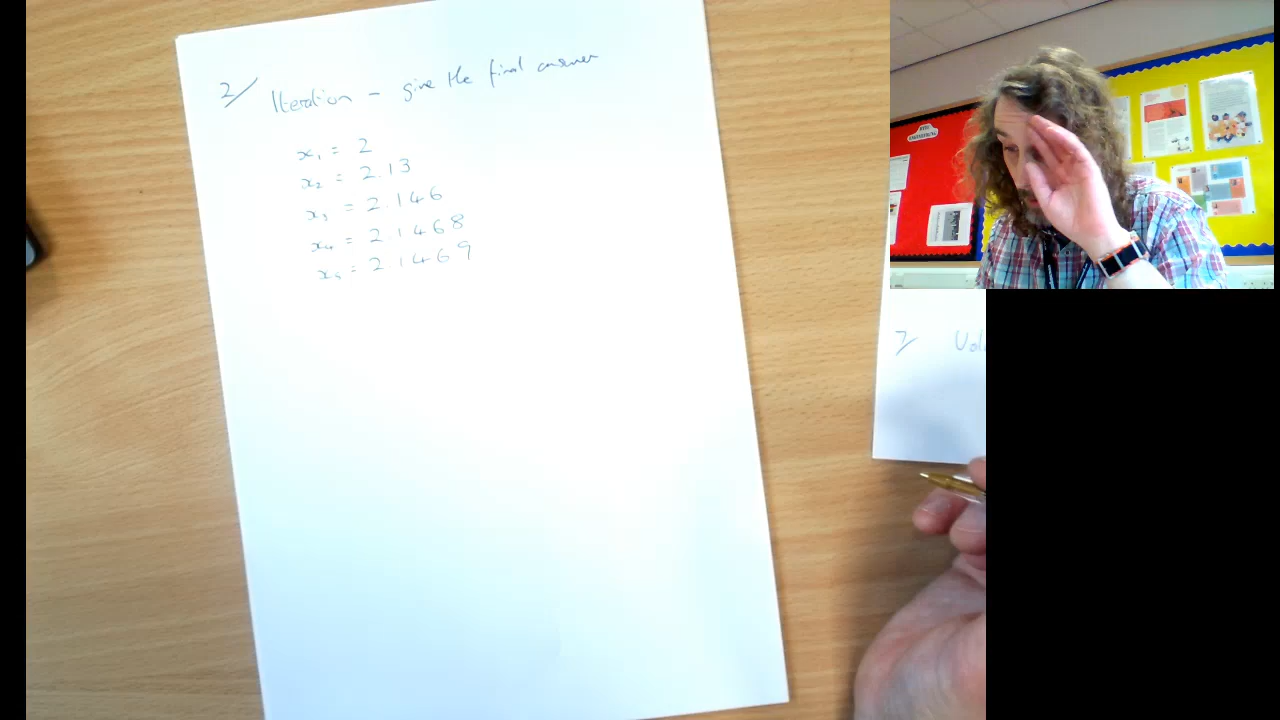 2/ Iteration - give the final answer
x₁ = 2
x₂ = 2.13
x₃ = 2.146
x₄ = 2.1468
x₅ = 2.1469
7/